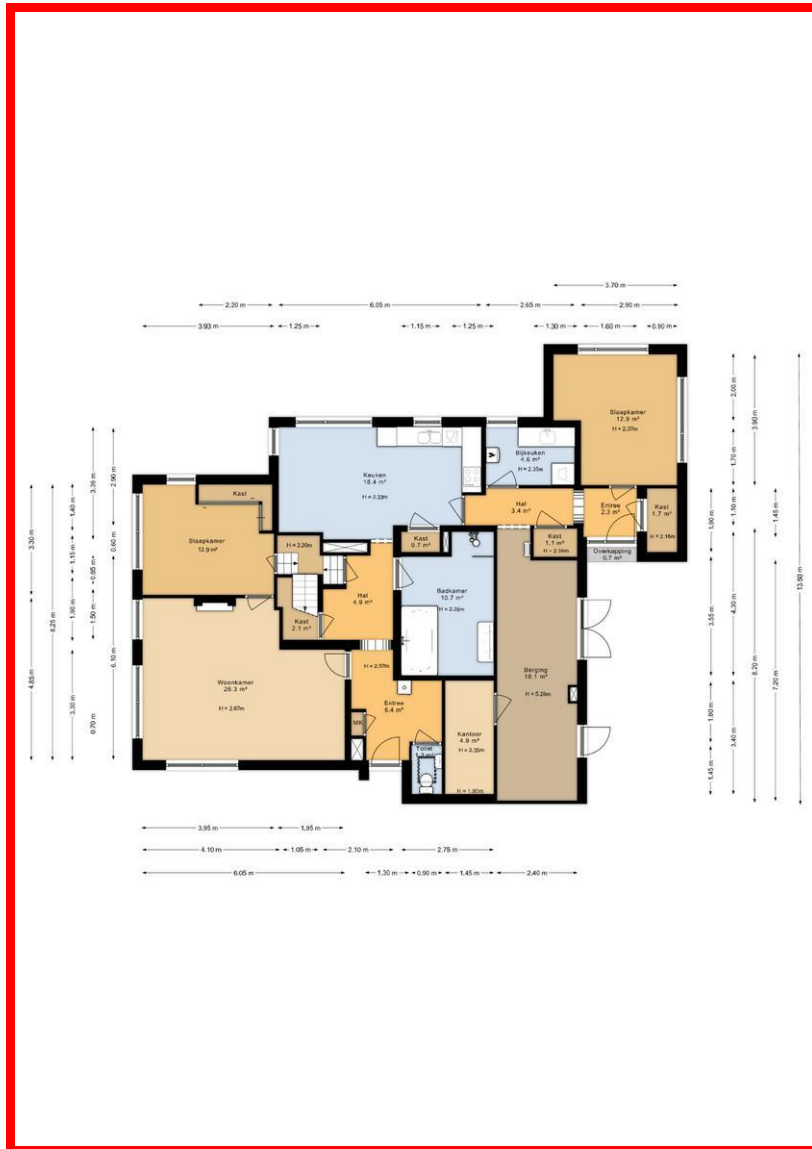 3.70 m
2.20 m
6.05 m
2.65 m
2.90 m
3.93 m
1.25 m
1.15 m
1.25 m
1.30 m
1.60 m
0.90 m
Slaapkamer
12.9 m²
H = 2.37m
Keuken
18.4 m²
H = 2.33m
Bijkeuken
4.6 m²
H = 2.35m
Kast
Slaapkamer
12.9 m²
Hal
3.4 m²
Entree
2.3 m²
Kast
1.7 m²
H = 2.16m
Kast
0.7 m²
Kast
1.1 m²
Overkapping
0.7 m²
H = 2.20m
Hal
4.9 m²
Kast
2.1 m²
Badkamer
10.7 m²
Woonkamer
H = 2.67m
H = 2.57m
Entree
6.4 m²
MK
Toilet
Kantoor
4.9 m²
H = 2.35m
H = 1.80m
Berging
H = 5.28m
3.36 m
2.90 m
3.30 m
1.40 m
1.15 m
0.85 m
0.60 m
8.25 m
1.90 m
1.50 m
4.85 m
3.30 m
6.10 m
0.70 m
2.00 m
3.90 m
1.70 m
1.90 m
1.10 m
1.45 m
13.50 m
3.55 m
4.30 m
8.20 m
7.20 m
1.80 m
3.40 m
1.45 m
3.95 m
1.95 m
4.10 m
1.05 m
2.10 m
2.75 m
6.05 m
1.30 m
0.90 m
1.45 m
2.40 m